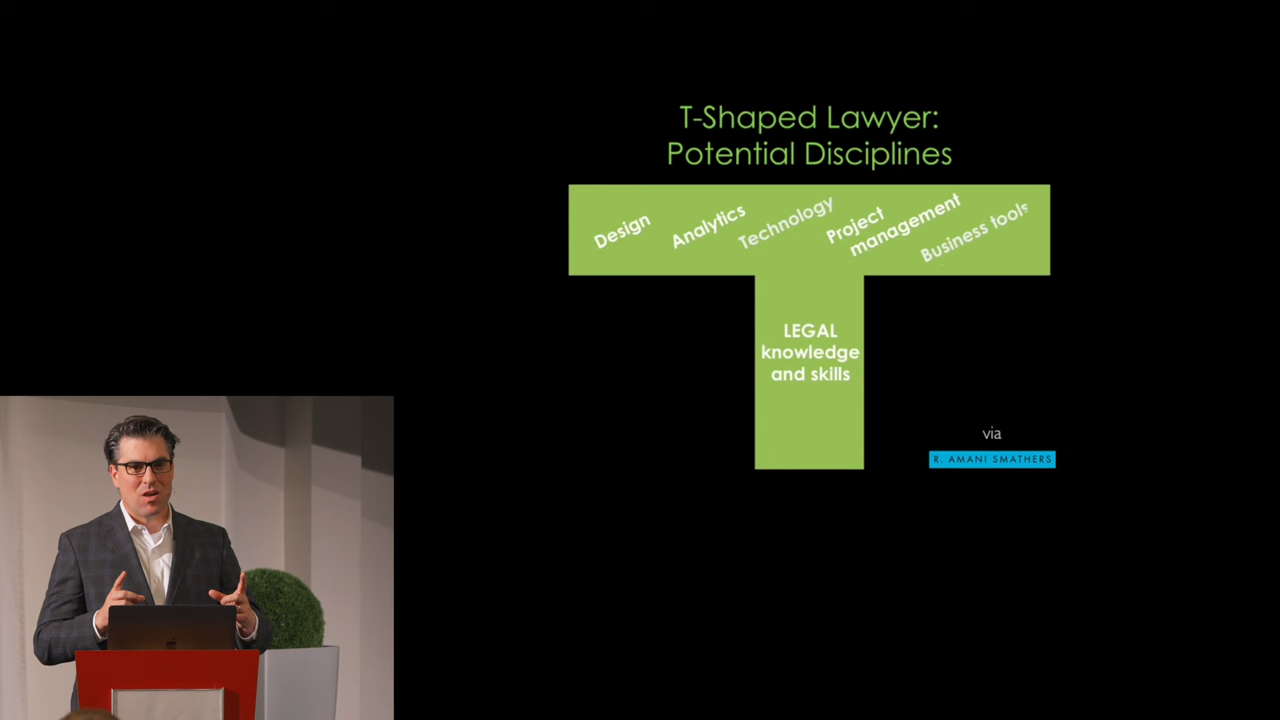 T-Shaped Lawyer:
Potential Disciplines
Design
Analytics
Technology
Project
management
Business tools
LEGAL
knowledge
and skills
via
R. AMANI SMATHERS